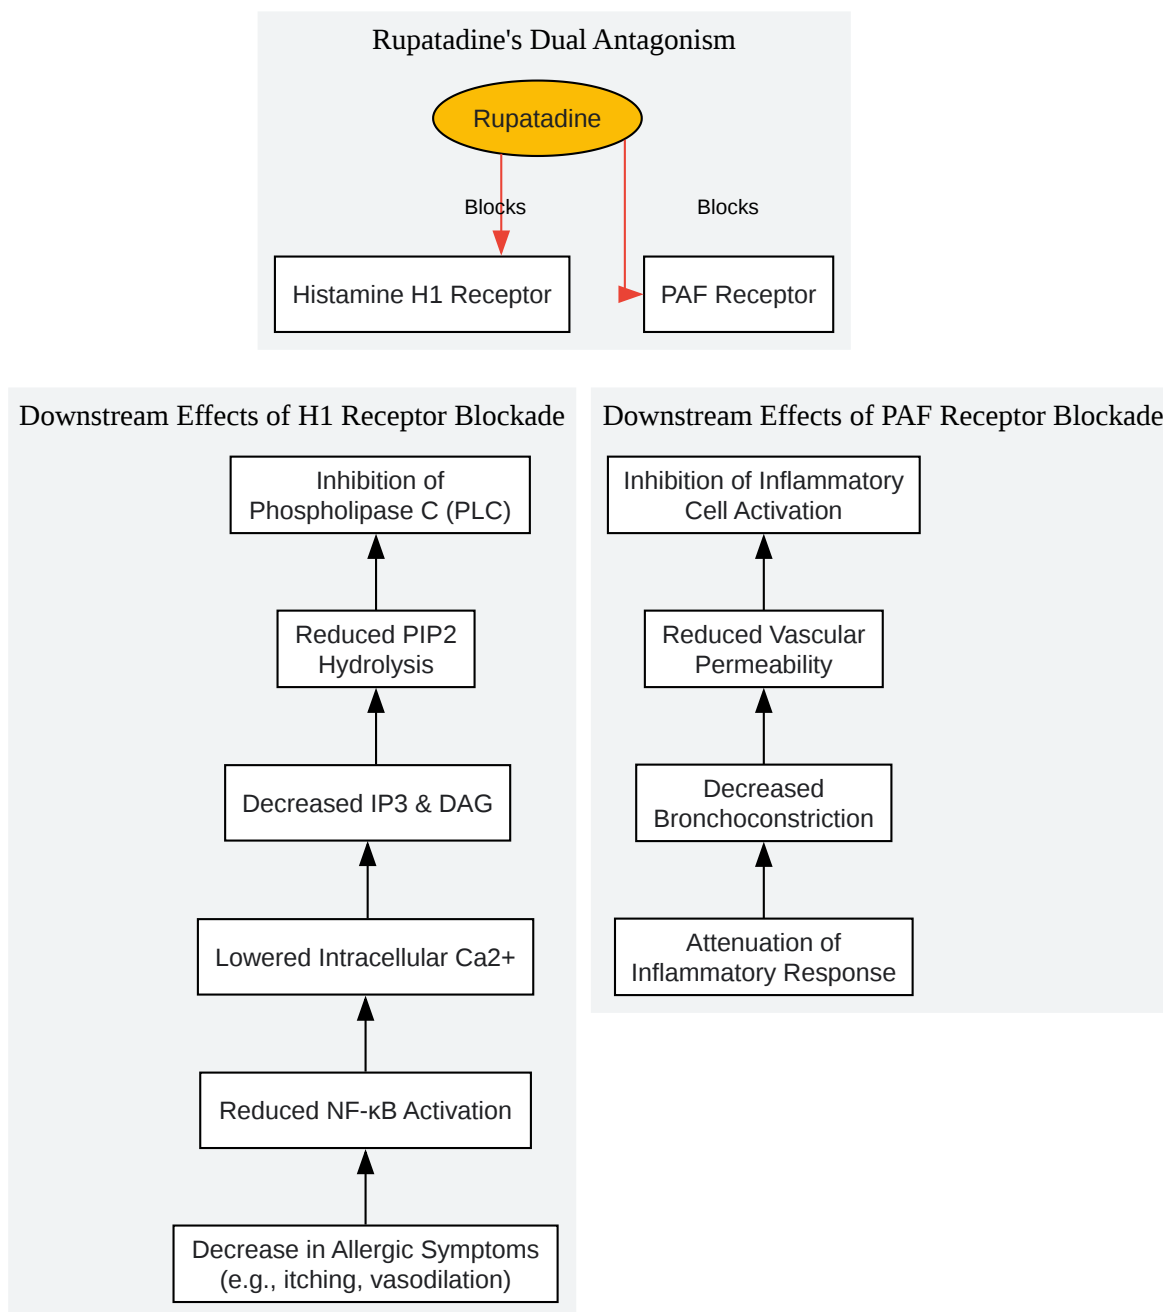 Rupatadine's Dual Antagonism
Rupatadine
Blocks
Blocks
Histamine H1 Receptor
PAF Receptor
Downstream Effects of H1 Receptor Blockade
Inhibition of
Phospholipase C (PLC)
Reduced PIP2
Hydrolysis
Decreased IP3 & DAG
Lowered Intracellular Ca2+
Reduced NF-κB Activation
Decrease in Allergic Symptoms
(e.g., itching, vasodilation)
Downstream Effects of PAF Receptor Blockade
Inhibition of Inflammatory
Cell Activation
Reduced Vascular
Permeability
Decreased
Bronchoconstriction
Attenuation of
Inflammatory Response